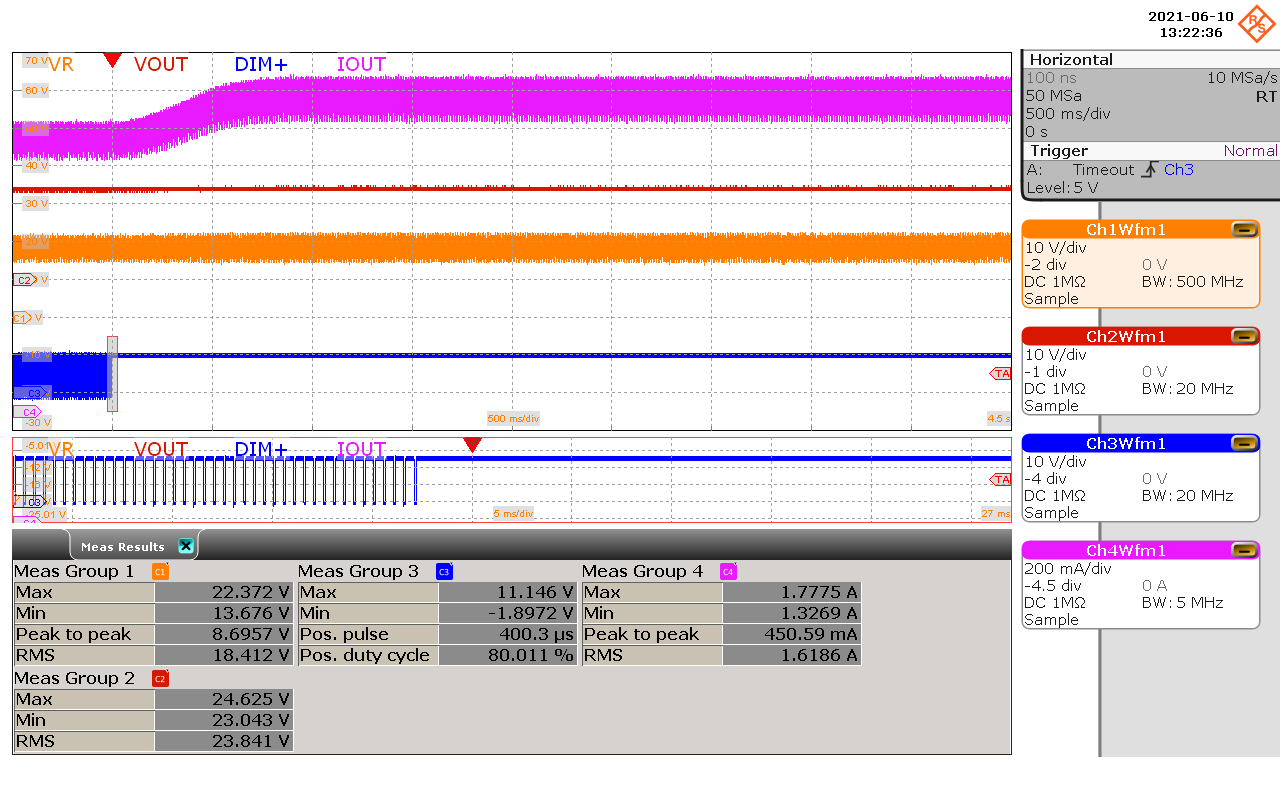 2021-06-10
13:22:36
R&S
VR VOUT DIM+ IOUT
70 V
60 V
50 V
40 V
30 V
20 V
C2 V
C1 V
-10 V
C3
C4
-30 V
500 ms/div
4.5 s
TA
-5.01
VR VOUT DIM+ IOUT
C3
TA
-25.01 V
5 ms/div
27 ms
C4
Horizontal
100 ns 10 MSa/s
50 MSa RT
500 ms/div
0 s
Trigger Normal
A: Timeout Ch3
Level: 5 V
Ch1Wfm1
10 V/div
-2 div 0 V
DC 1MΩ BW: 500 MHz
Sample
Ch2Wfm1
10 V/div
-1 div 0 V
DC 1MΩ BW: 20 MHz
Sample
Ch3Wfm1
10 V/div
-4 div 0 V
DC 1MΩ BW: 20 MHz
Sample
Ch4Wfm1
200 mA/div
-4.5 div 0 A
DC 1MΩ BW: 5 MHz
Sample
Meas Results
Meas Group 1 C1
Max 22.372 V
Min 13.676 V
Peak to peak 8.6957 V
RMS 18.412 V
Meas Group 3 C3
Max 11.146 V
Min -1.8972 V
Pos. pulse 400.3 µs
Pos. duty cycle 80.011 %
Meas Group 4 C4
Max 1.7775 A
Min 1.3269 A
Peak to peak 450.59 mA
RMS 1.6186 A
Meas Group 2 C2
Max 24.625 V
Min 23.043 V
RMS 23.841 V